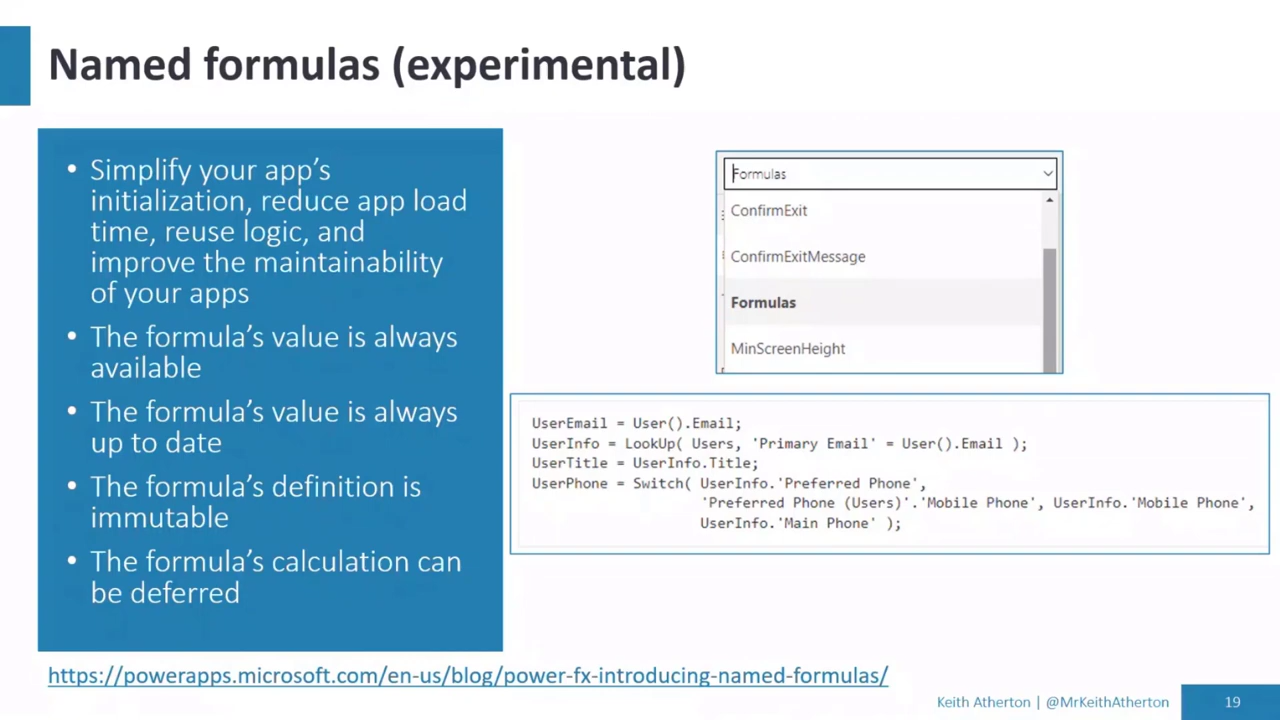 Named formulas (experimental)
• Simplify your app’s
initialization, reduce app load
time, reuse logic, and
improve the maintainability
of your apps
• The formula’s value is always
available
• The formula’s value is always
up to date
• The formula’s definition is
immutable
• The formula’s calculation can
be deferred
Formulas
ConfirmExit
ConfirmExitMessage
Formulas
MinScreenHeight
UserEmail = User().Email;
UserInfo = LookUp( Users, 'Primary Email' = User().Email );
UserTitle = UserInfo.Title;
UserPhone = Switch( UserInfo.'Preferred Phone',
'Preferred Phone (Users)'.'Mobile Phone', UserInfo.'Mobile Phone',
UserInfo.'Main Phone' );
https://powerapps.microsoft.com/en-us/blog/power-fx-introducing-named-formulas/
Keith Atherton | @MrKeithAtherton
19